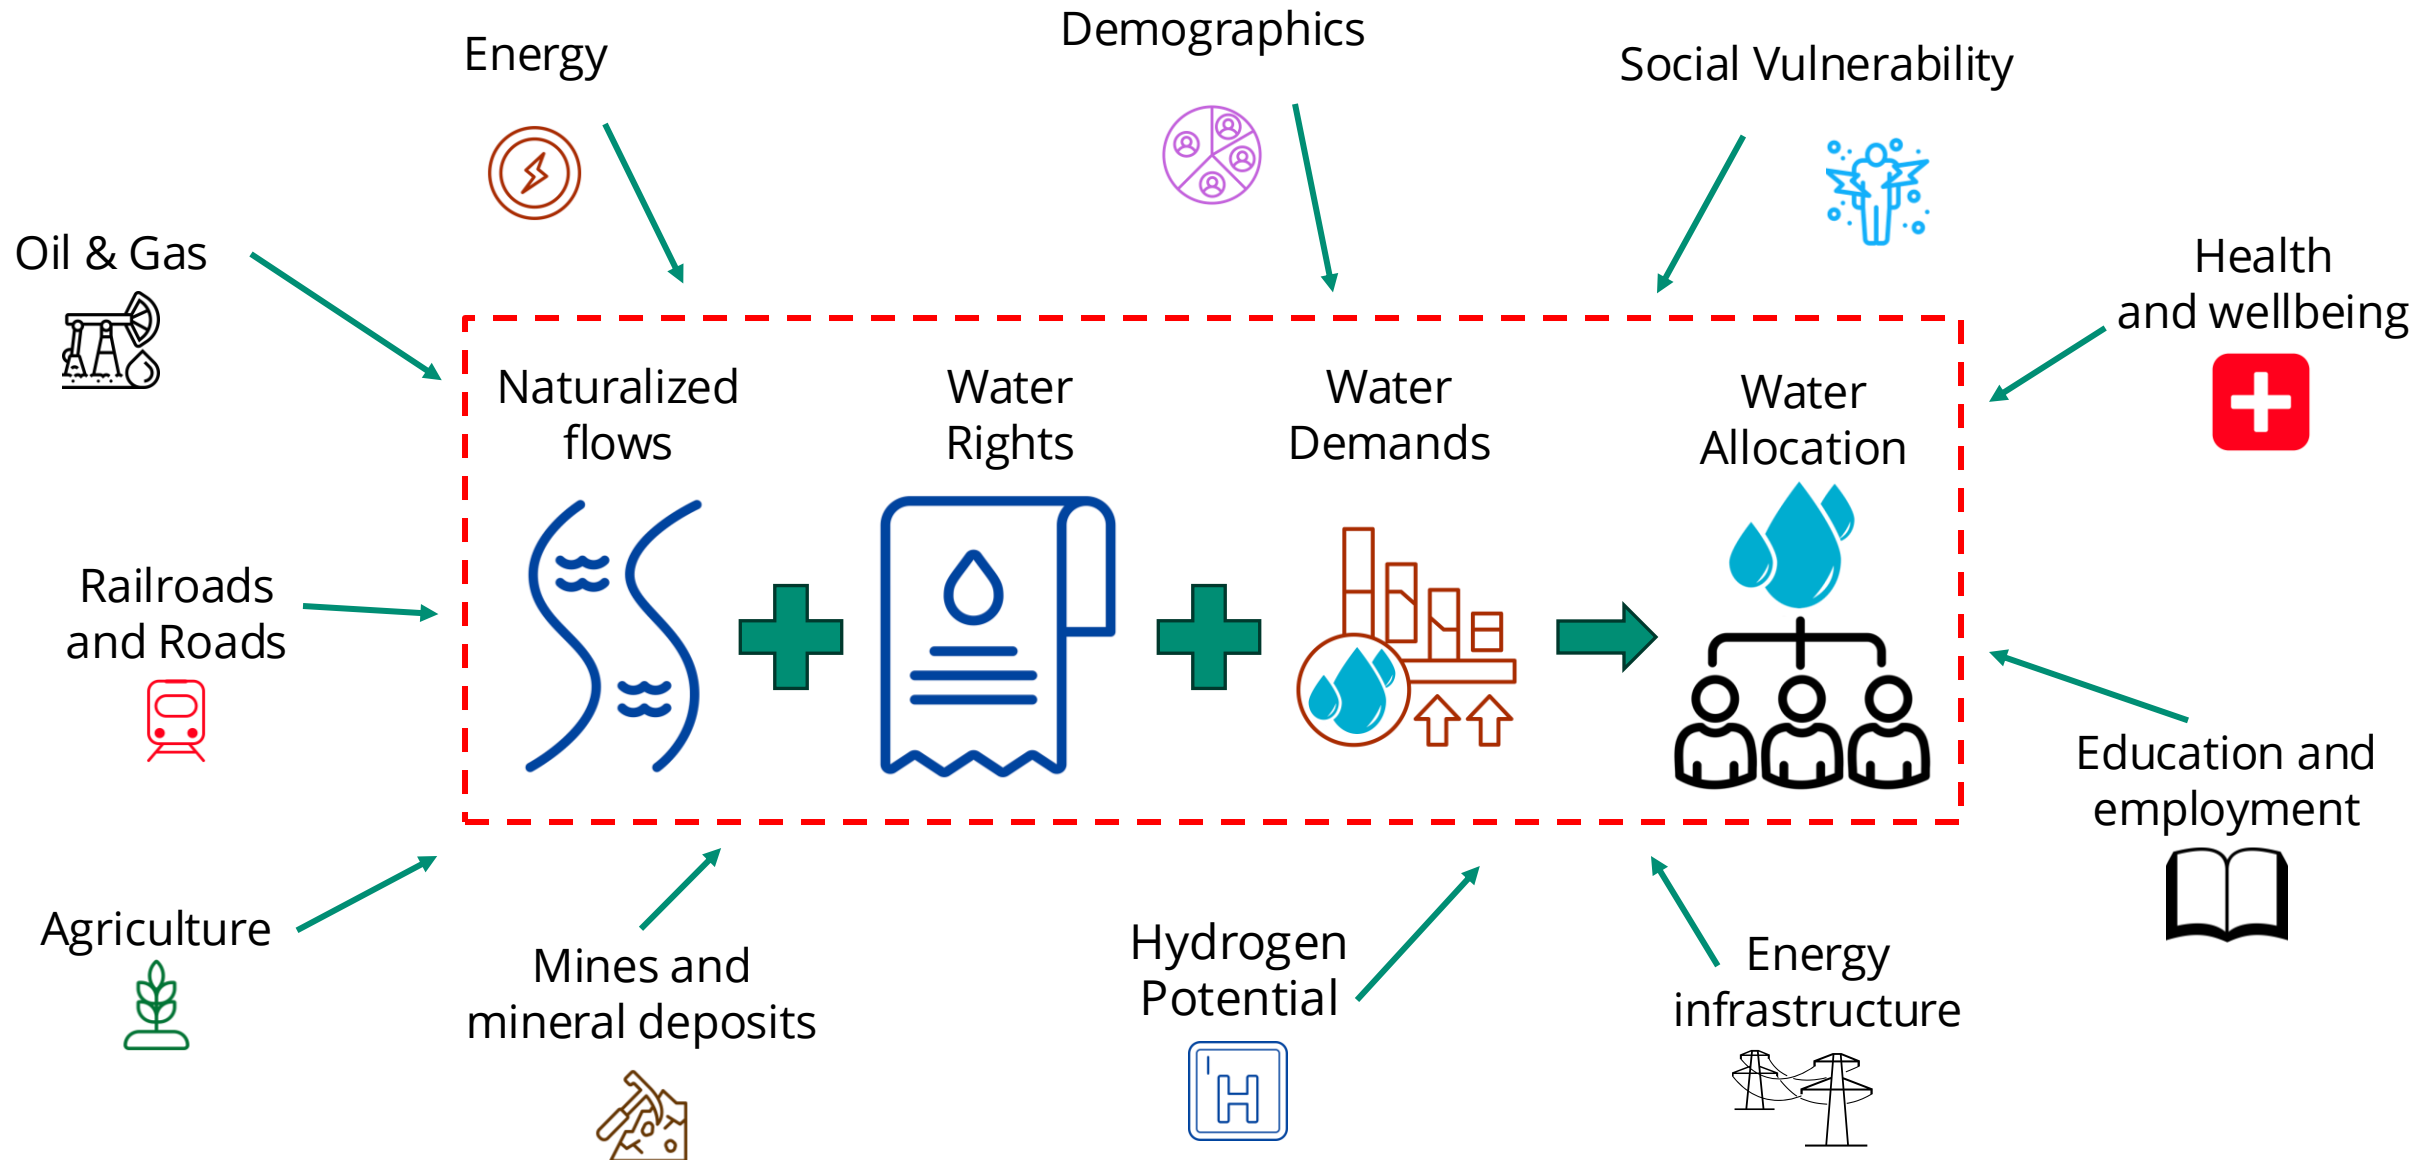 Energy
Demographics
Social Vulnerability
Oil & Gas
Health
and wellbeing
Naturalized
flows
Water
Rights
Water
Demands
Water
Allocation
Railroads
and Roads
Education and
employment
Agriculture
Mines and
mineral deposits
Hydrogen
Potential
Energy
infrastructure
I
H